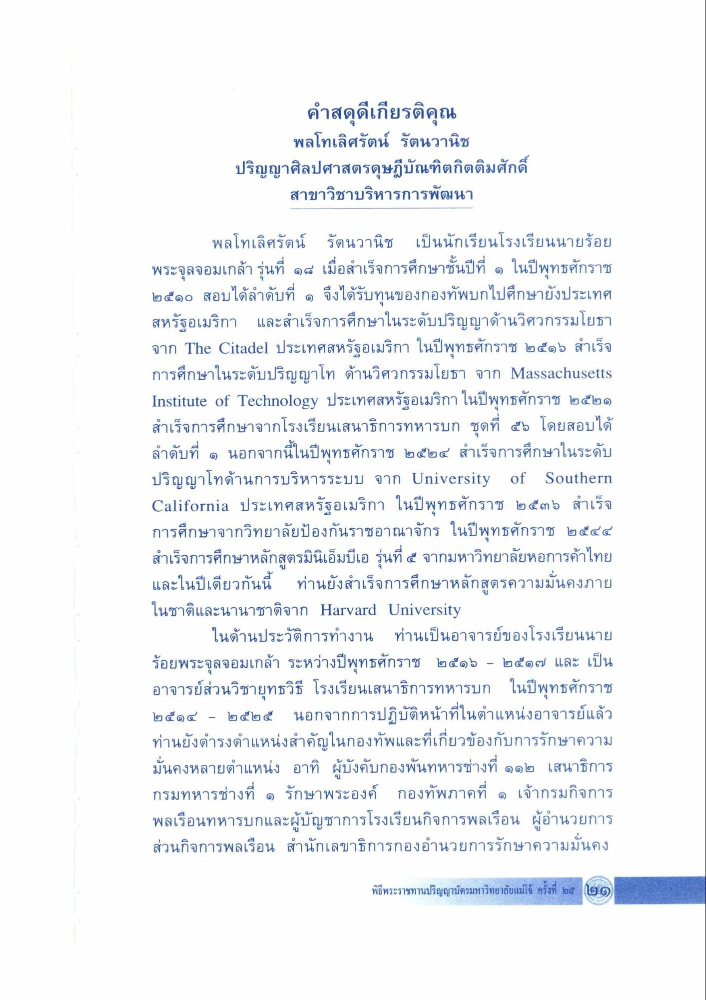 คำสดุดีเกียรติคุณ
พลโทเลิศรัตน์ รัตนวานิช
ปริญญาศิลปศาสตรดุษฎีบัณฑิตกิตติมศักดิ์
สาขาวิชาบริหารการพัฒนา
พลโทเลิศรัตน์ รัตนวานิช เป็นนักเรียนโรงเรียนนายร้อย
พระจุลจอมเกล้า รุ่นที่ ๑๘ เมื่อสำเร็จการศึกษาชั้นปีที่ ๑ ในปีพุทธศักราช
๒๕๑๐ สอบได้ลำดับที่ ๑ จึงได้รับทุนของกองทัพบกไปศึกษายังประเทศ
สหรัฐอเมริกา และสำเร็จการศึกษาในระดับปริญญาด้านวิศวกรรมโยธา
จาก The Citadel ประเทศสหรัฐอเมริกา ในปีพุทธศักราช ๒๕๑๖ สำเร็จ
การศึกษาในระดับปริญญาโท ด้านวิศวกรรมโยธา จาก Massachusetts
Institute of Technology ประเทศสหรัฐอเมริกา ในปีพุทธศักราช ๒๕๒๑
สำเร็จการศึกษาจากโรงเรียนเสนาธิการทหารบก ชุดที่ ๕๖ โดยสอบได้
ลำดับที่ ๑ นอกจากนี้ในปีพุทธศักราช ๒๕๒๔ สำเร็จการศึกษาในระดับ
ปริญญาโทด้านการบริหารระบบ จาก University of Southern
California ประเทศสหรัฐอเมริกา ในปีพุทธศักราช ๒๕๓๖ สำเร็จ
การศึกษาจากวิทยาลัยป้องกันราชอาณาจักร ในปีพุทธศักราช ๒๕๔๔
สำเร็จการศึกษาหลักสูตรมินิเอ็มบีเอ รุ่นที่ ๕ จากมหาวิทยาลัยหอการค้าไทย
และในปีเดียวกันนี้ ท่านยังสำเร็จการศึกษาหลักสูตรความมั่นคงภาย
ในชาติและนานาชาติจาก Harvard University
ในด้านประวัติการทำงาน ท่านเป็นอาจารย์ของโรงเรียนนาย
ร้อยพระจุลจอมเกล้า ระหว่างปีพุทธศักราช ๒๕๑๖ - ๒๕๑๗ และ เป็น
อาจารย์ส่วนวิชายุทธวิธี โรงเรียนเสนาธิการทหารบก ในปีพุทธศักราช
๒๕๑๔ - ๒๕๒๕ นอกจากการปฏิบัติหน้าที่ในตำแหน่งอาจารย์แล้ว
ท่านยังดำรงตำแหน่งสำคัญในกองทัพและที่เกี่ยวข้องกับการรักษาความ
มั่นคงหลายตำแหน่ง อาทิ ผู้บังคับกองพันทหารช่างที่ ๑๑๒ เสนาธิการ
กรมทหารช่างที่ ๑ รักษาพระองค์ กองทัพภาคที่ ๑ เจ้ากรมกิจการ
พลเรือนทหารบกและผู้บัญชาการโรงเรียนกิจการพลเรือน ผู้อำนวยการ
ส่วนกิจการพลเรือน สำนักเลขาธิการกองอำนวยการรักษาความมั่นคง
พิธีพระราชทานปริญญาบัตรมหาวิทยาลัยแม่โจ้ ครั้งที่ ๒๕ ๒๑